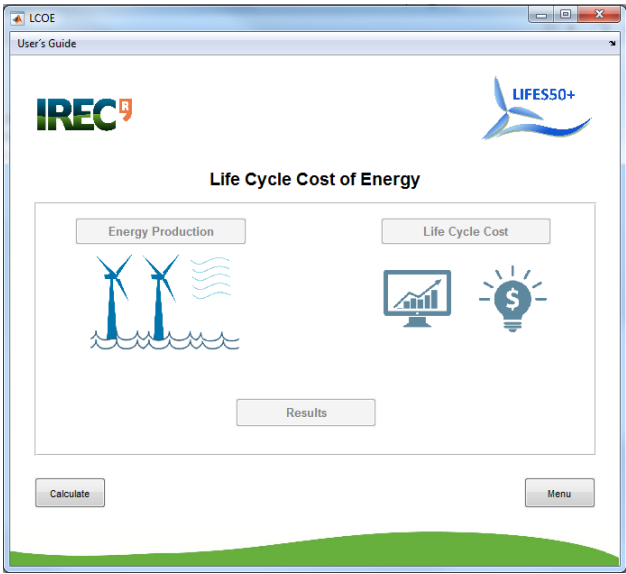 LCOE
User's Guide
IREC
LIFES50+
Life Cycle Cost of Energy
Energy Production
Life Cycle Cost
$
Results
Calculate
Menu